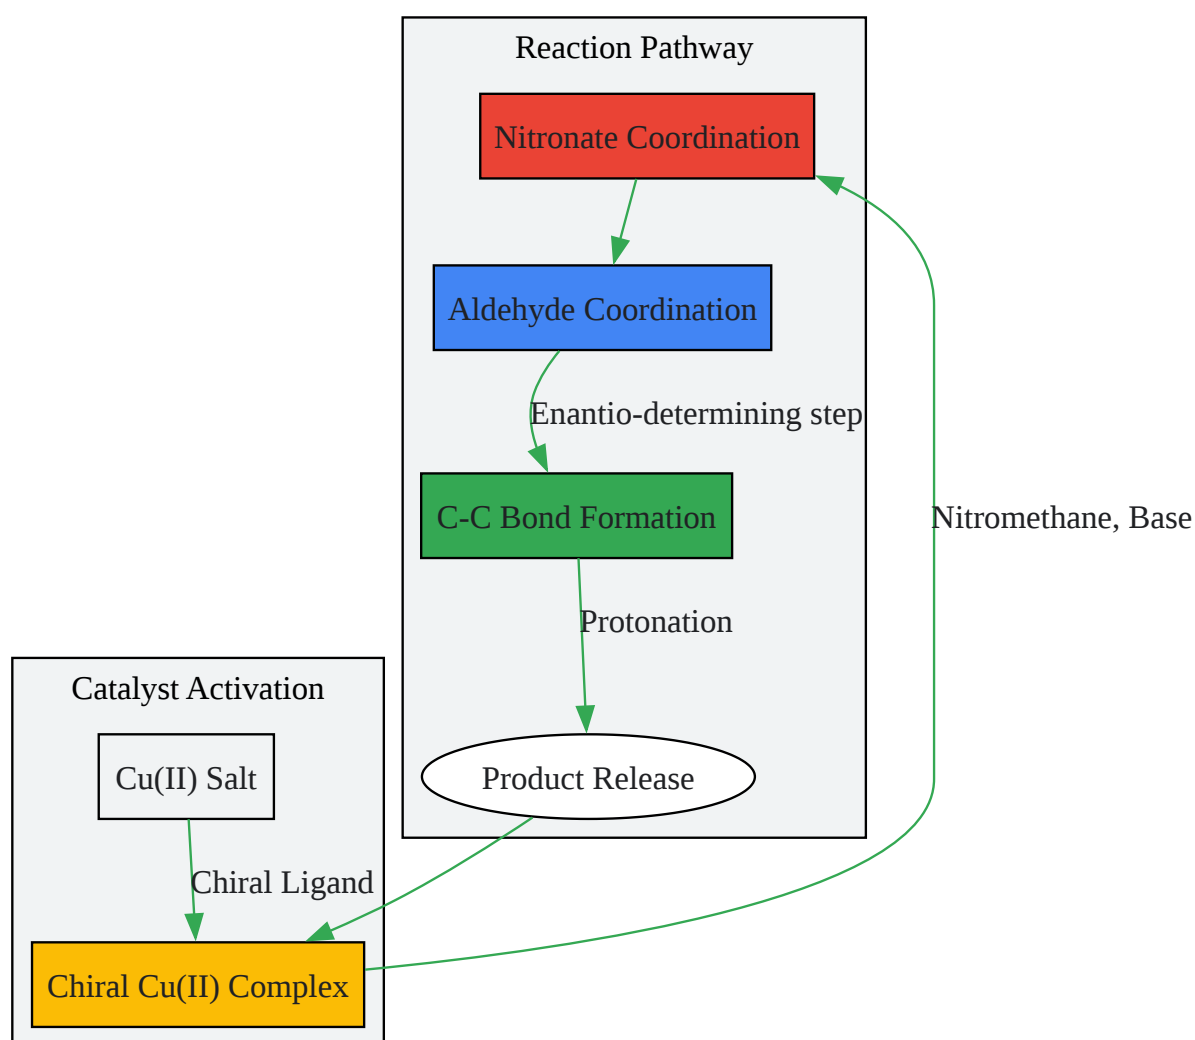 Reaction Pathway
Nitronate Coordination
Aldehyde Coordination
Enantio-determining step
C-C Bond Formation
Nitromethane, Base
Protonation
Product Release
Catalyst Activation
Cu(II) Salt
Chiral Ligand
Chiral Cu(II) Complex